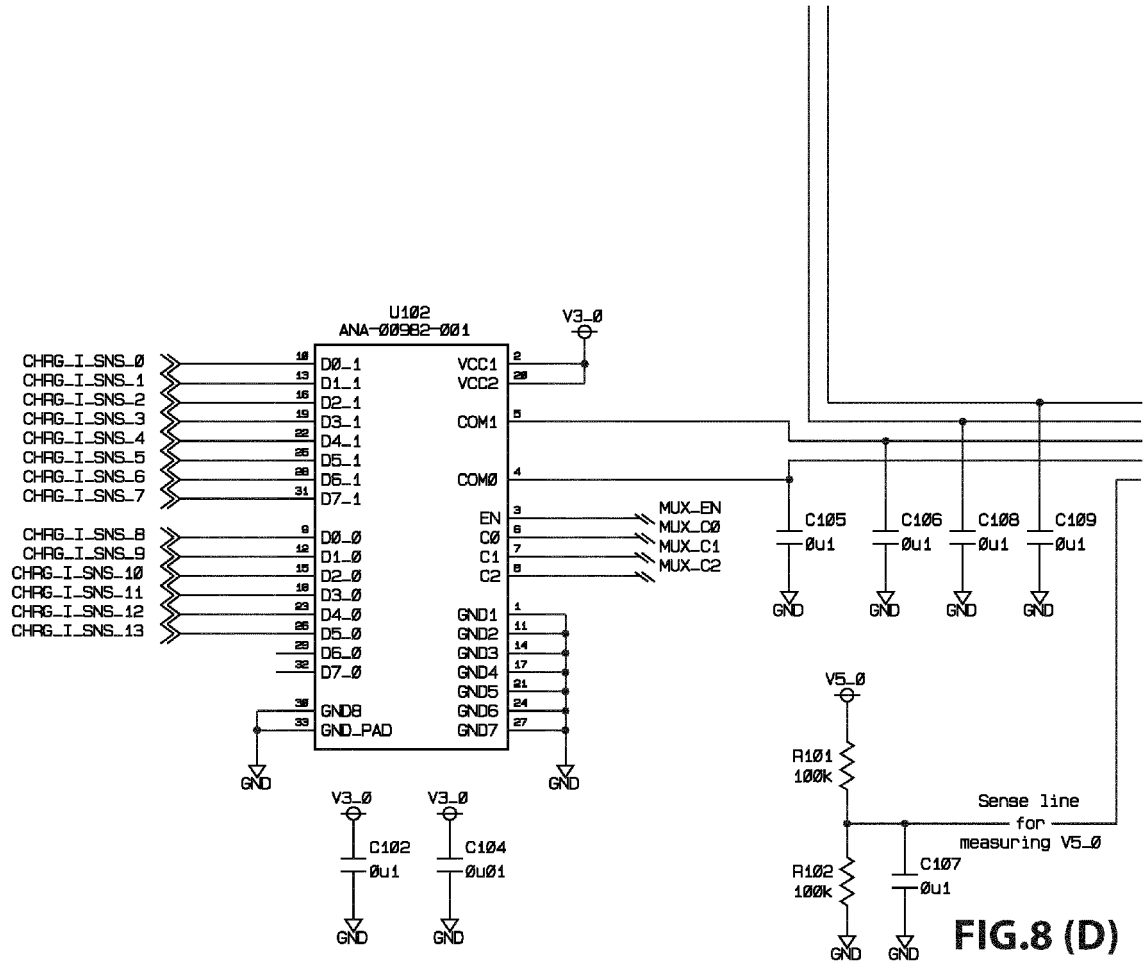 U102
ANA-00982-001
V3_0
CHRG_I_SNS_0 10 D0_1 VCC1 2
CHRG_I_SNS_1 13 D1_1 VCC2 20
CHRG_I_SNS_2 16 D2_1
CHRG_I_SNS_3 19 D3_1 COM1 5
CHRG_I_SNS_4 22 D4_1
CHRG_I_SNS_5 25 D5_1
CHRG_I_SNS_6 28 D6_1 COM0 4
CHRG_I_SNS_7 31 D7_1
EN 3 MUX_EN
CHRG_I_SNS_8 9 D0_0 C0 6 MUX_C0
CHRG_I_SNS_9 12 D1_0 C1 7 MUX_C1
CHRG_I_SNS_10 15 D2_0 C2 8 MUX_C2
CHRG_I_SNS_11 18 D3_0
CHRG_I_SNS_12 23 D4_0 GND1 1
CHRG_I_SNS_13 26 D5_0 GND2 11
29 D6_0 GND3 14
32 D7_0 GND4 17
GND5 21
30 GND8 GND6 24
33 GND_PAD GND7 27
GND GND
C105 C106 C108 C109
0u1 0u1 0u1 0u1
GND GND GND GND
V3_0 V3_0
C102 C104
0u1 0u01
GND GND
V5_0
R101
100k
Sense line
for
measuring V5_0
R102 C107
100k 0u1
GND GND
FIG.8 (D)